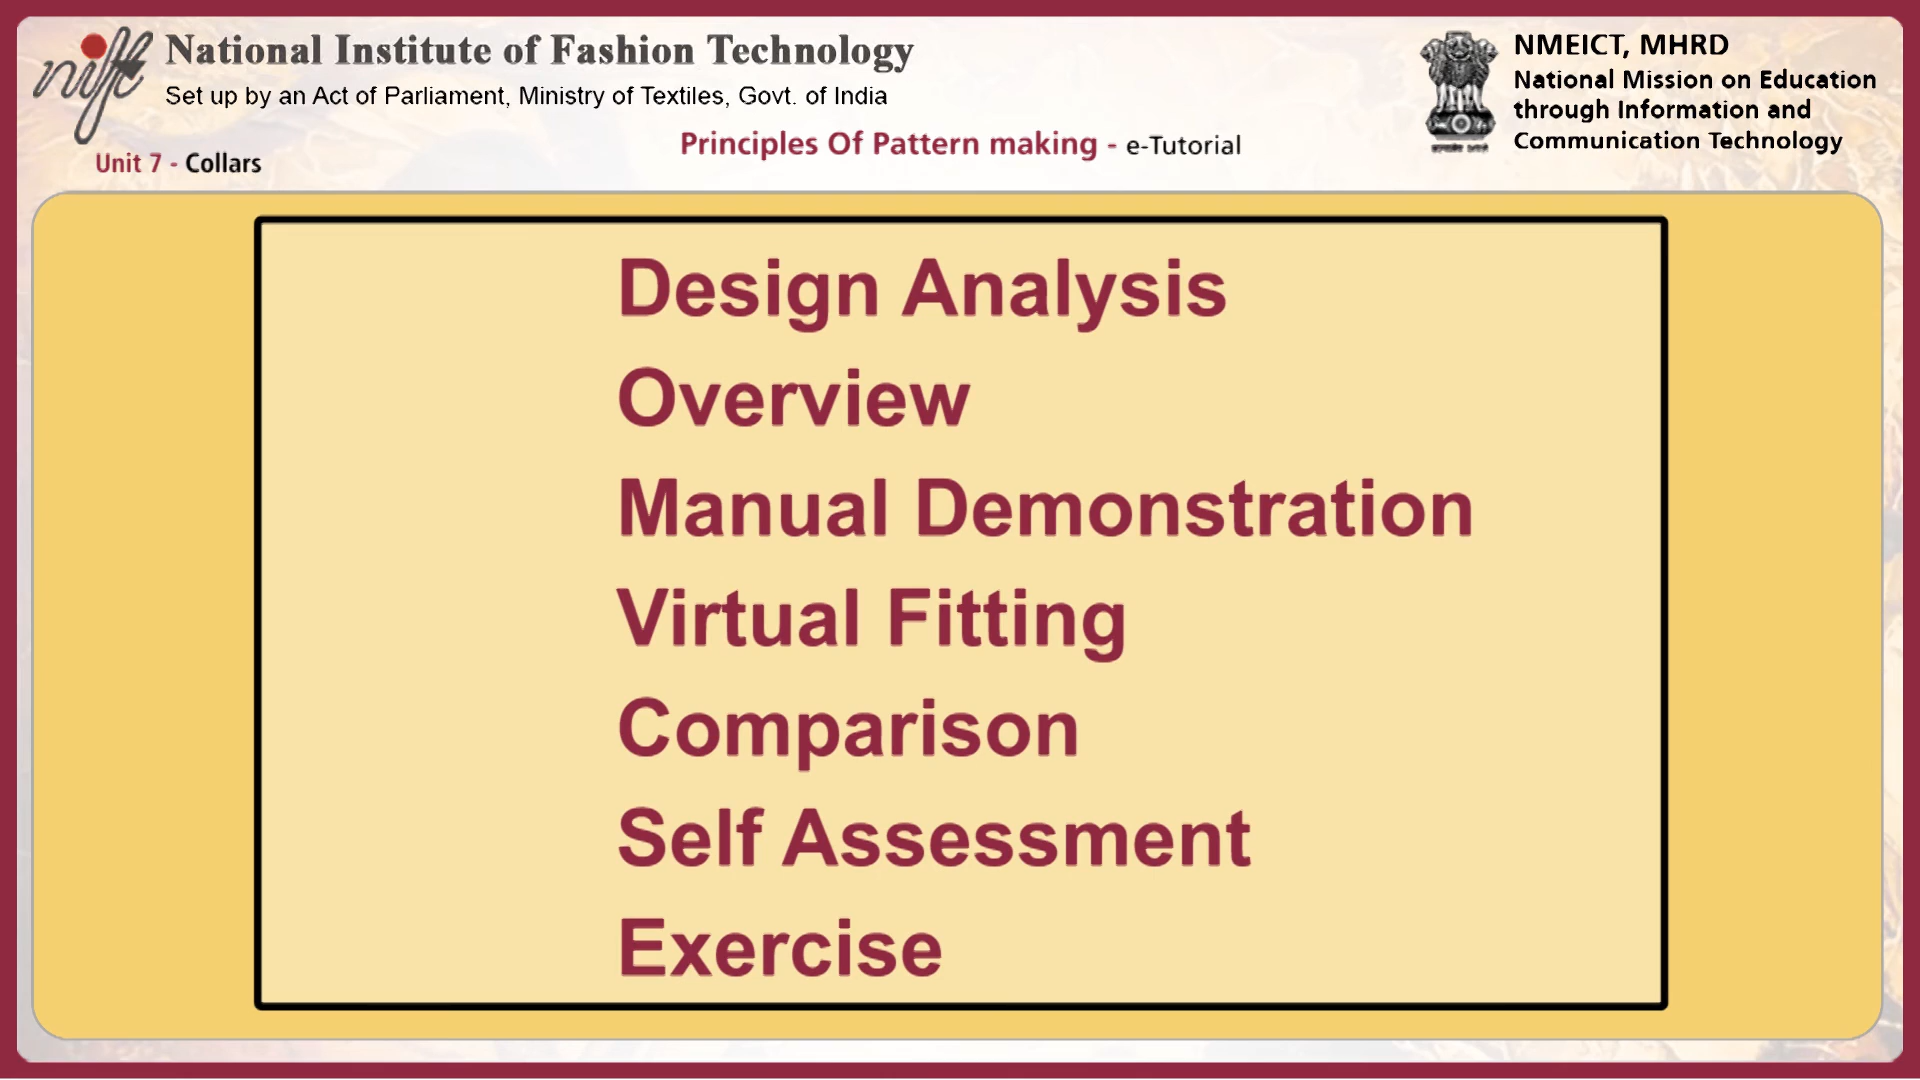 nift National Institute of Fashion Technology
Set up by an Act of Parliament, Ministry of Textiles, Govt. of India
NMEICT, MHRD
National Mission on Education
through Information and
Communication Technology
Principles Of Pattern making - e-Tutorial
Unit 7 - Collars
Design Analysis
Overview
Manual Demonstration
Virtual Fitting
Comparison
Self Assessment
Exercise